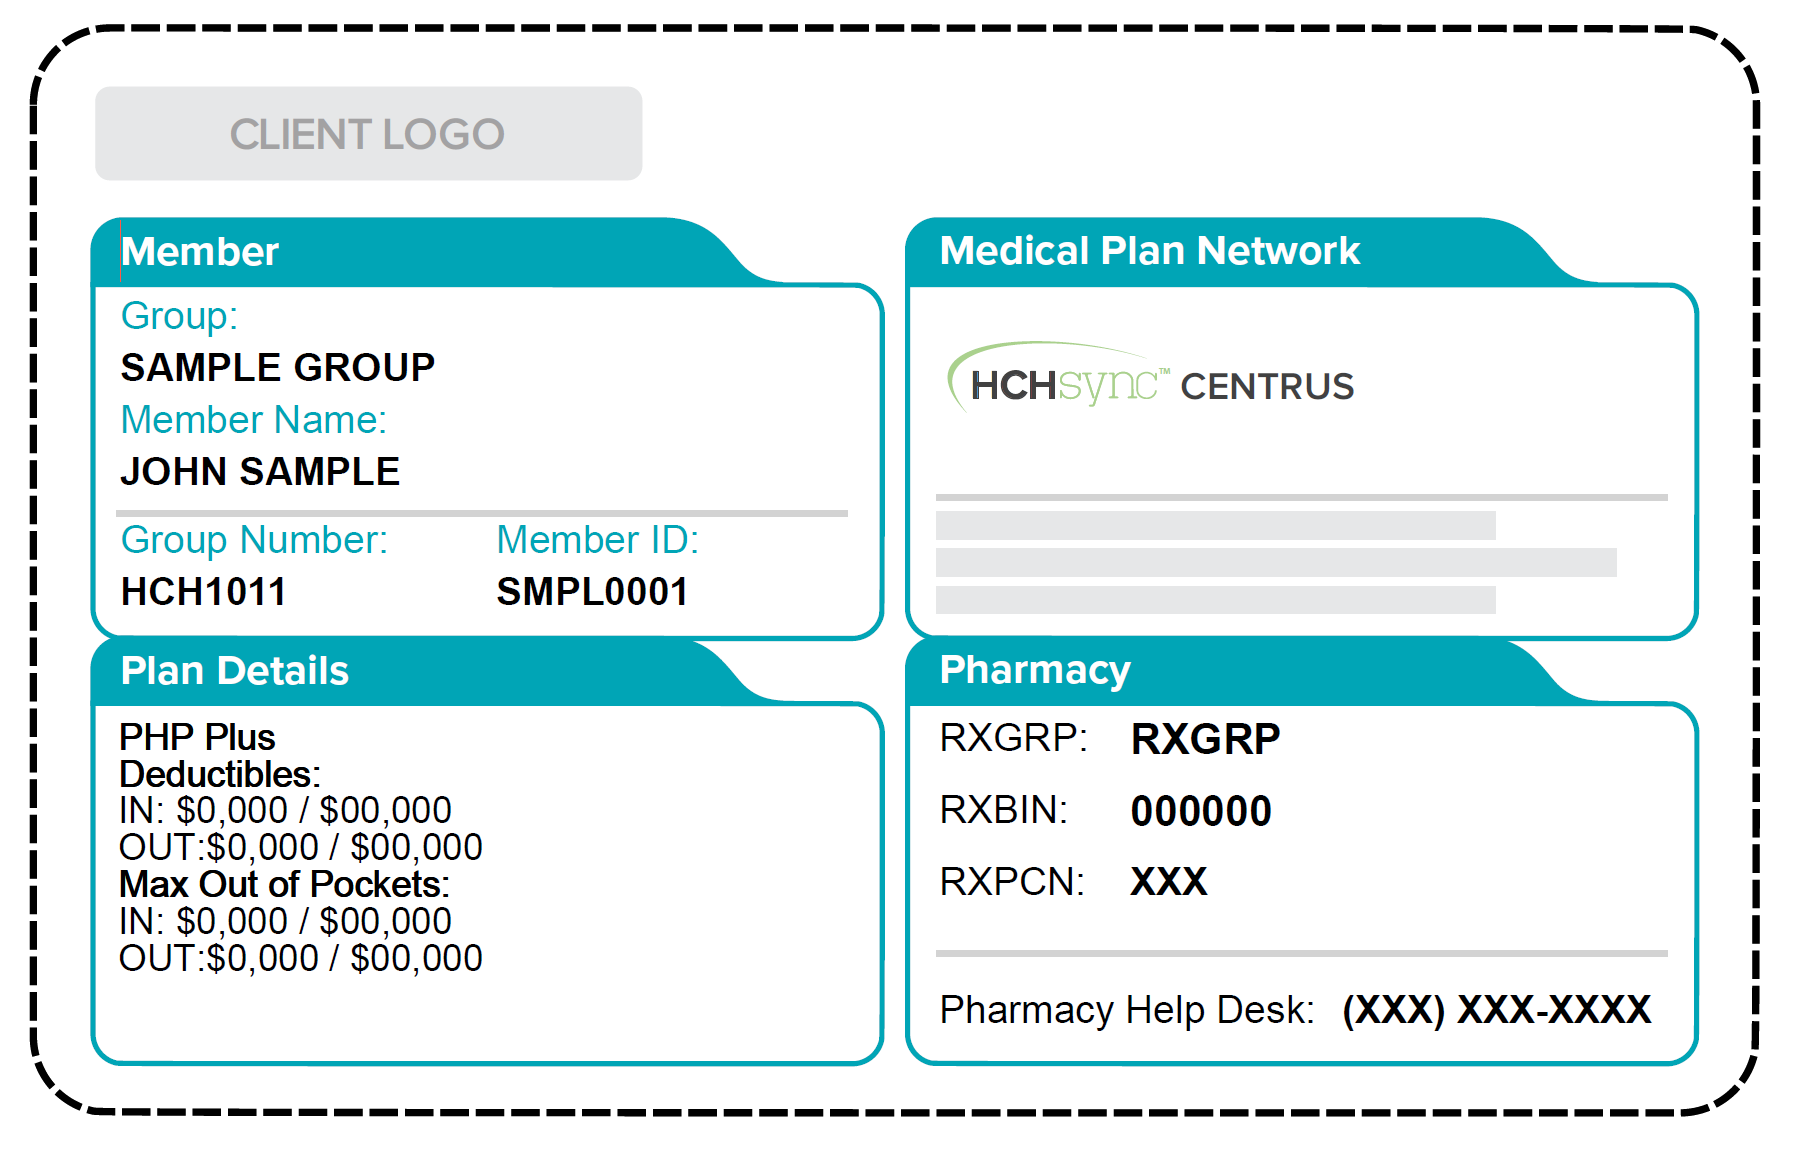 CLIENT LOGO
Member
Group:
SAMPLE GROUP
Member Name:
JOHN SAMPLE
Group Number: Member ID:
HCH1011 SMPL0001
Medical Plan Network
HCHsync™ CENTRUS
Plan Details
PHP Plus
Deductibles:
IN: $0,000 / $00,000
OUT:$0,000 / $00,000
Max Out of Pockets:
IN: $0,000 / $00,000
OUT:$0,000 / $00,000
Pharmacy
RXGRP: RXGRP
RXBIN: 000000
RXPCN: XXX
Pharmacy Help Desk: (XXX) XXX-XXXX